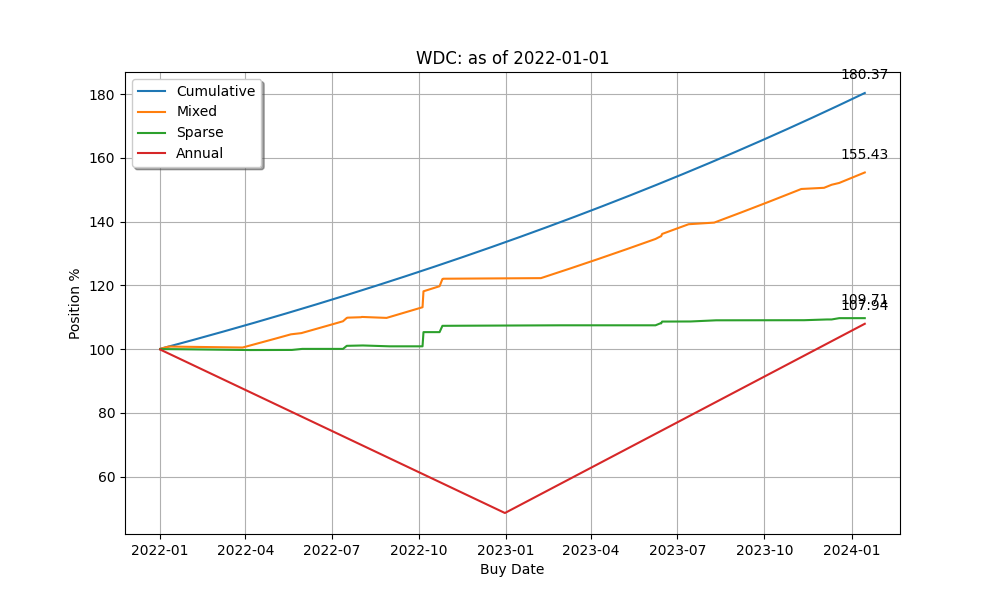 WDC: as of 2022-01-01
Cumulative
Mixed
Sparse
Annual
180.37
155.43
109.71
107.94
Position %
180
160
140
120
100
80
60
2022-01 2022-04 2022-07 2022-10 2023-01 2023-04 2023-07 2023-10 2024-01
Buy Date